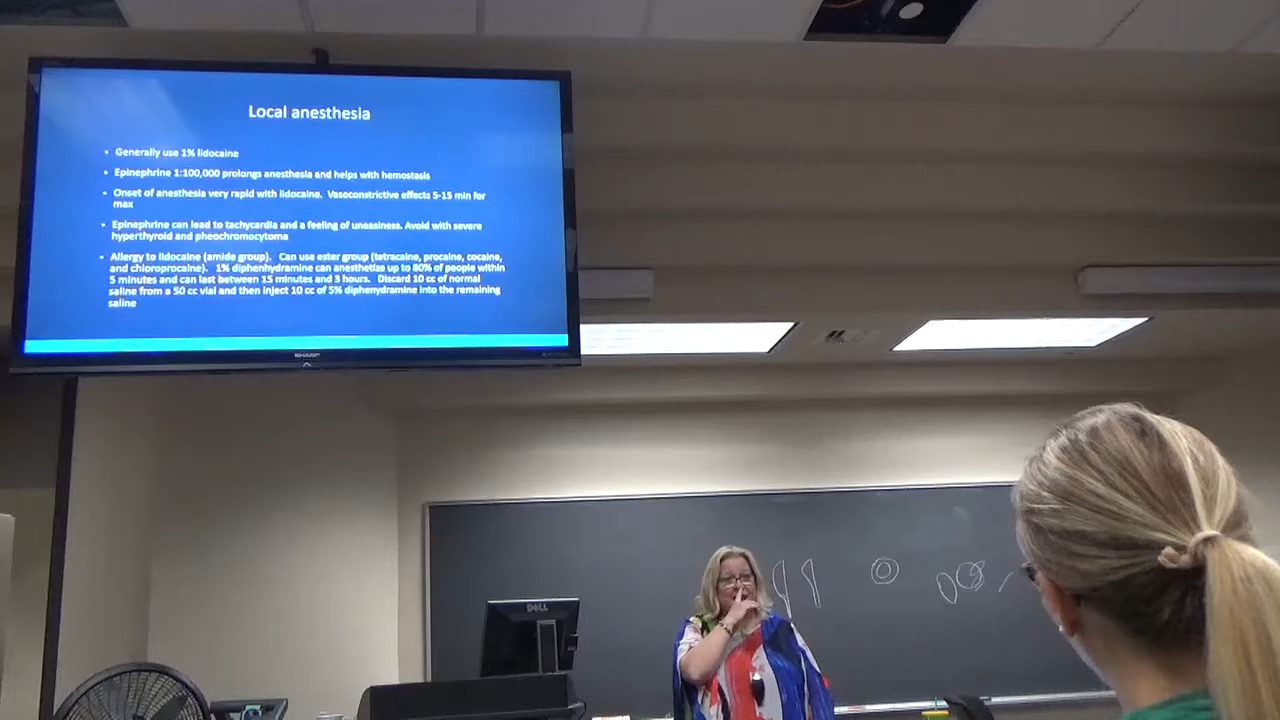 Local anesthesia
• Generally use 1% lidocaine
• Epinephrine 1:100,000 prolongs anesthesia and helps with hemostasis
• Onset of anesthesia very rapid with lidocaine. Vasoconstrictive effects 5-15 min for
max
• Epinephrine can lead to tachycardia and a feeling of uneasiness. Avoid with severe
hyperthyroid and pheochromocytoma
• Allergy to lidocaine (amide group). Can use ester group (tetracaine, procaine, cocaine,
and chloroprocaine). 1% diphenhydramine can anesthetize up to 80% of people within
5 minutes and can last between 15 minutes and 3 hours. Discard 10 cc of normal
saline from a 50 cc vial and then inject 10 cc of 5% diphenydramine into the remaining
saline
SHARP
DELL